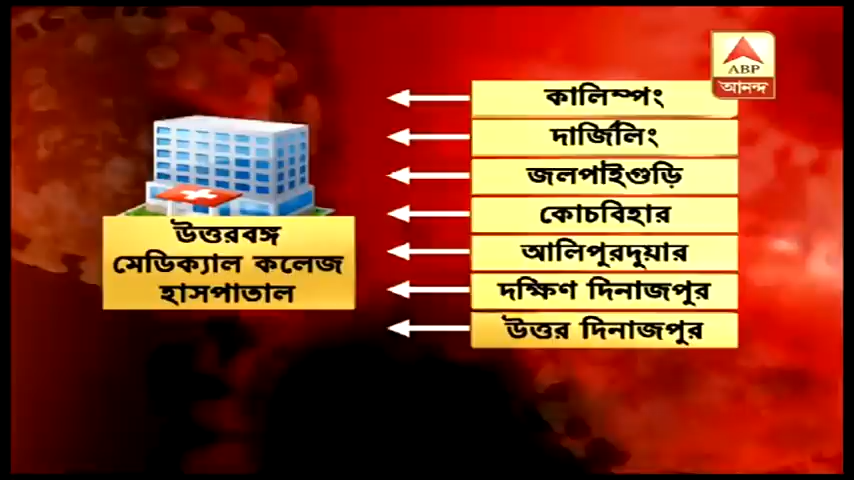 ABP
আনন্দ
কালিম্পং
দার্জিলিং
জলপাইগুড়ি
কোচবিহার
আলিপুরদুয়ার
দক্ষিণ দিনাজপুর
উত্তর দিনাজপুর
উত্তরবঙ্গ
মেডিক্যাল কলেজ
হাসপাতাল